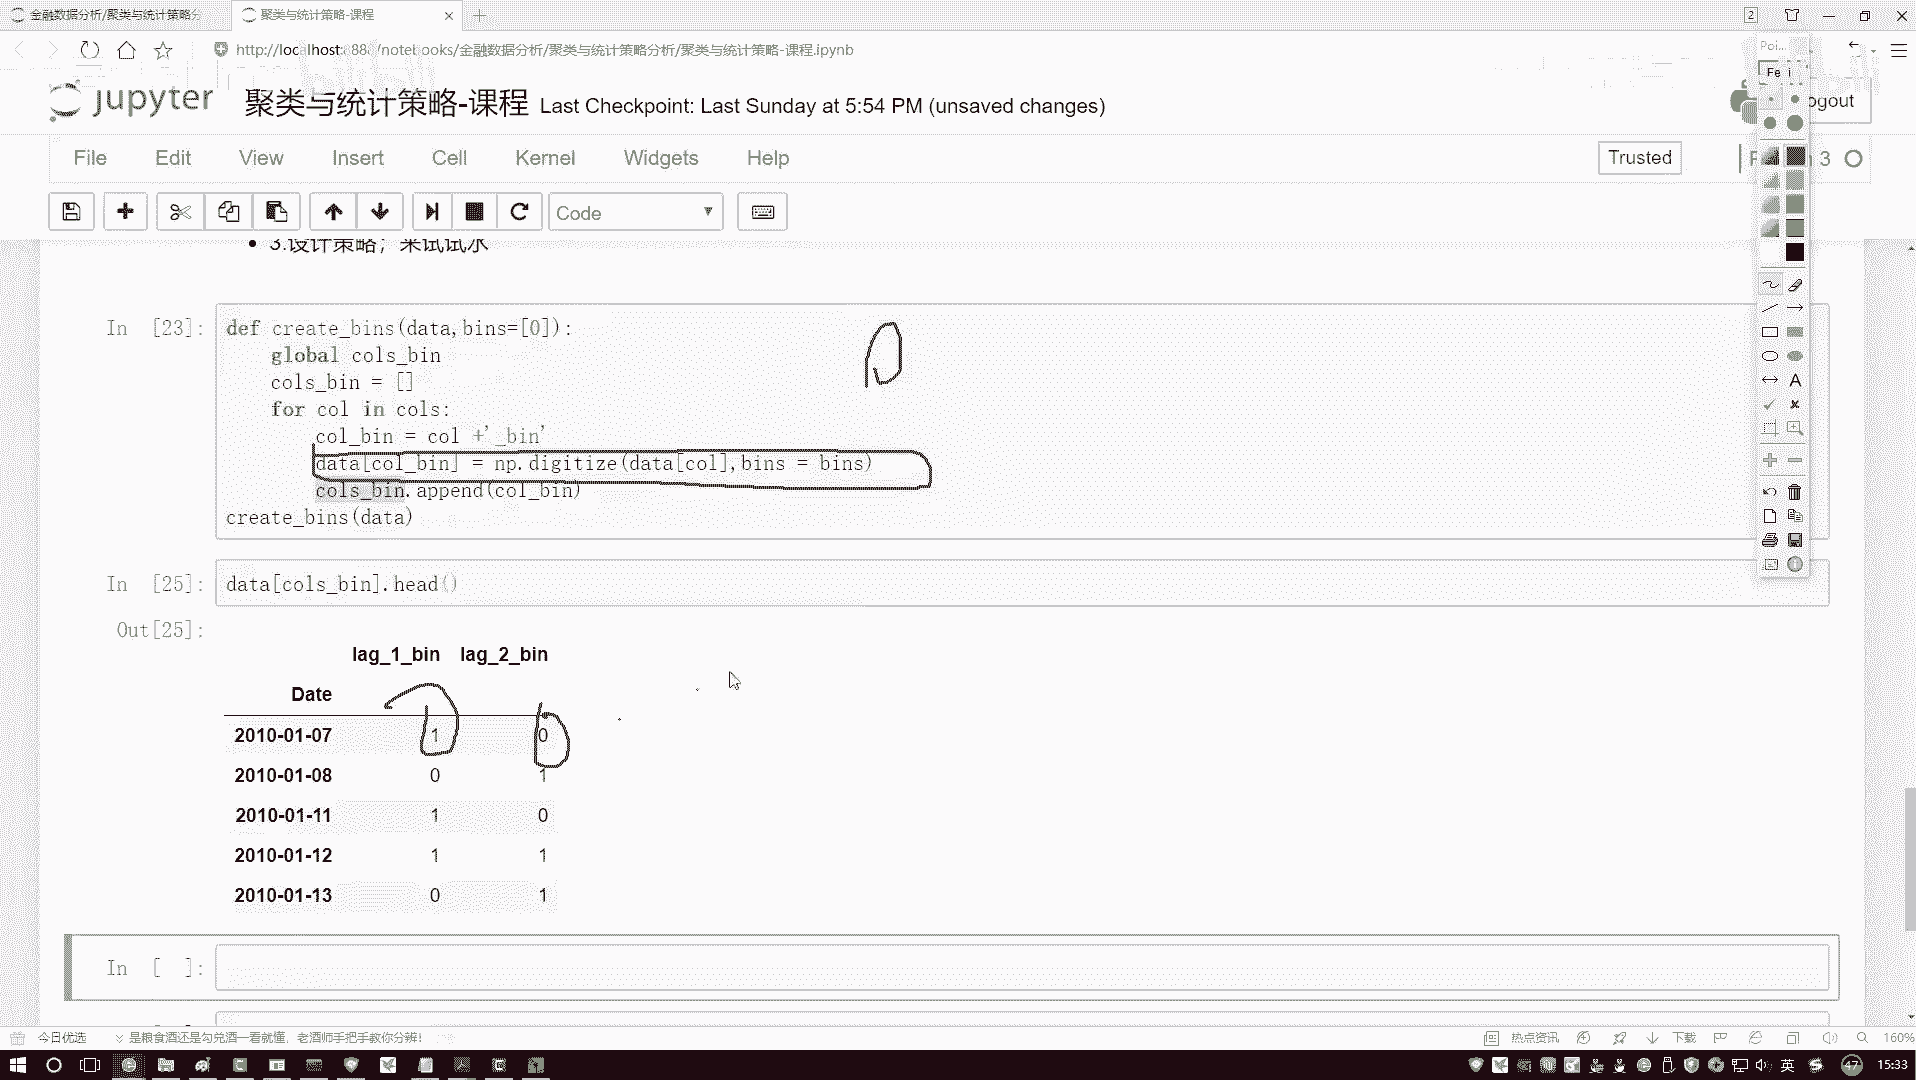 金融数据分析/聚类与统计策略分
聚类与统计策略-课程
2
http://localhost:888/notebooks/金融数据分析/聚类与统计策略分析/聚类与统计策略-课程.ipynb
Poi...
jupyter 聚类与统计策略-课程 Last Checkpoint: Last Sunday at 5:54 PM (unsaved changes)
ogout
File Edit View Insert Cell Kernel Widgets Help
Trusted
3
Code
3.设计策略，来试试水
In [23]:
def create_bins(data,bins=[0]):
global cols_bin
cols_bin = []
for col in cols:
col_bin = col +'_bin'
data[col_bin] = np.digitize(data[col],bins = bins)
cols_bin.append(col_bin)
create_bins(data)
In [25]:
data[cols_bin].head()
Out[25]:
lag_1_bin lag_2_bin
Date
2010-01-07 1 0
2010-01-08 0 1
2010-01-11 1 0
2010-01-12 1 1
2010-01-13 0 1
In [ ]:
今日优选
是粮食酒还是勾兑酒一看就懂，老酒师手把手教你分辨!
热点资讯
下载
160%
英
47
15:33